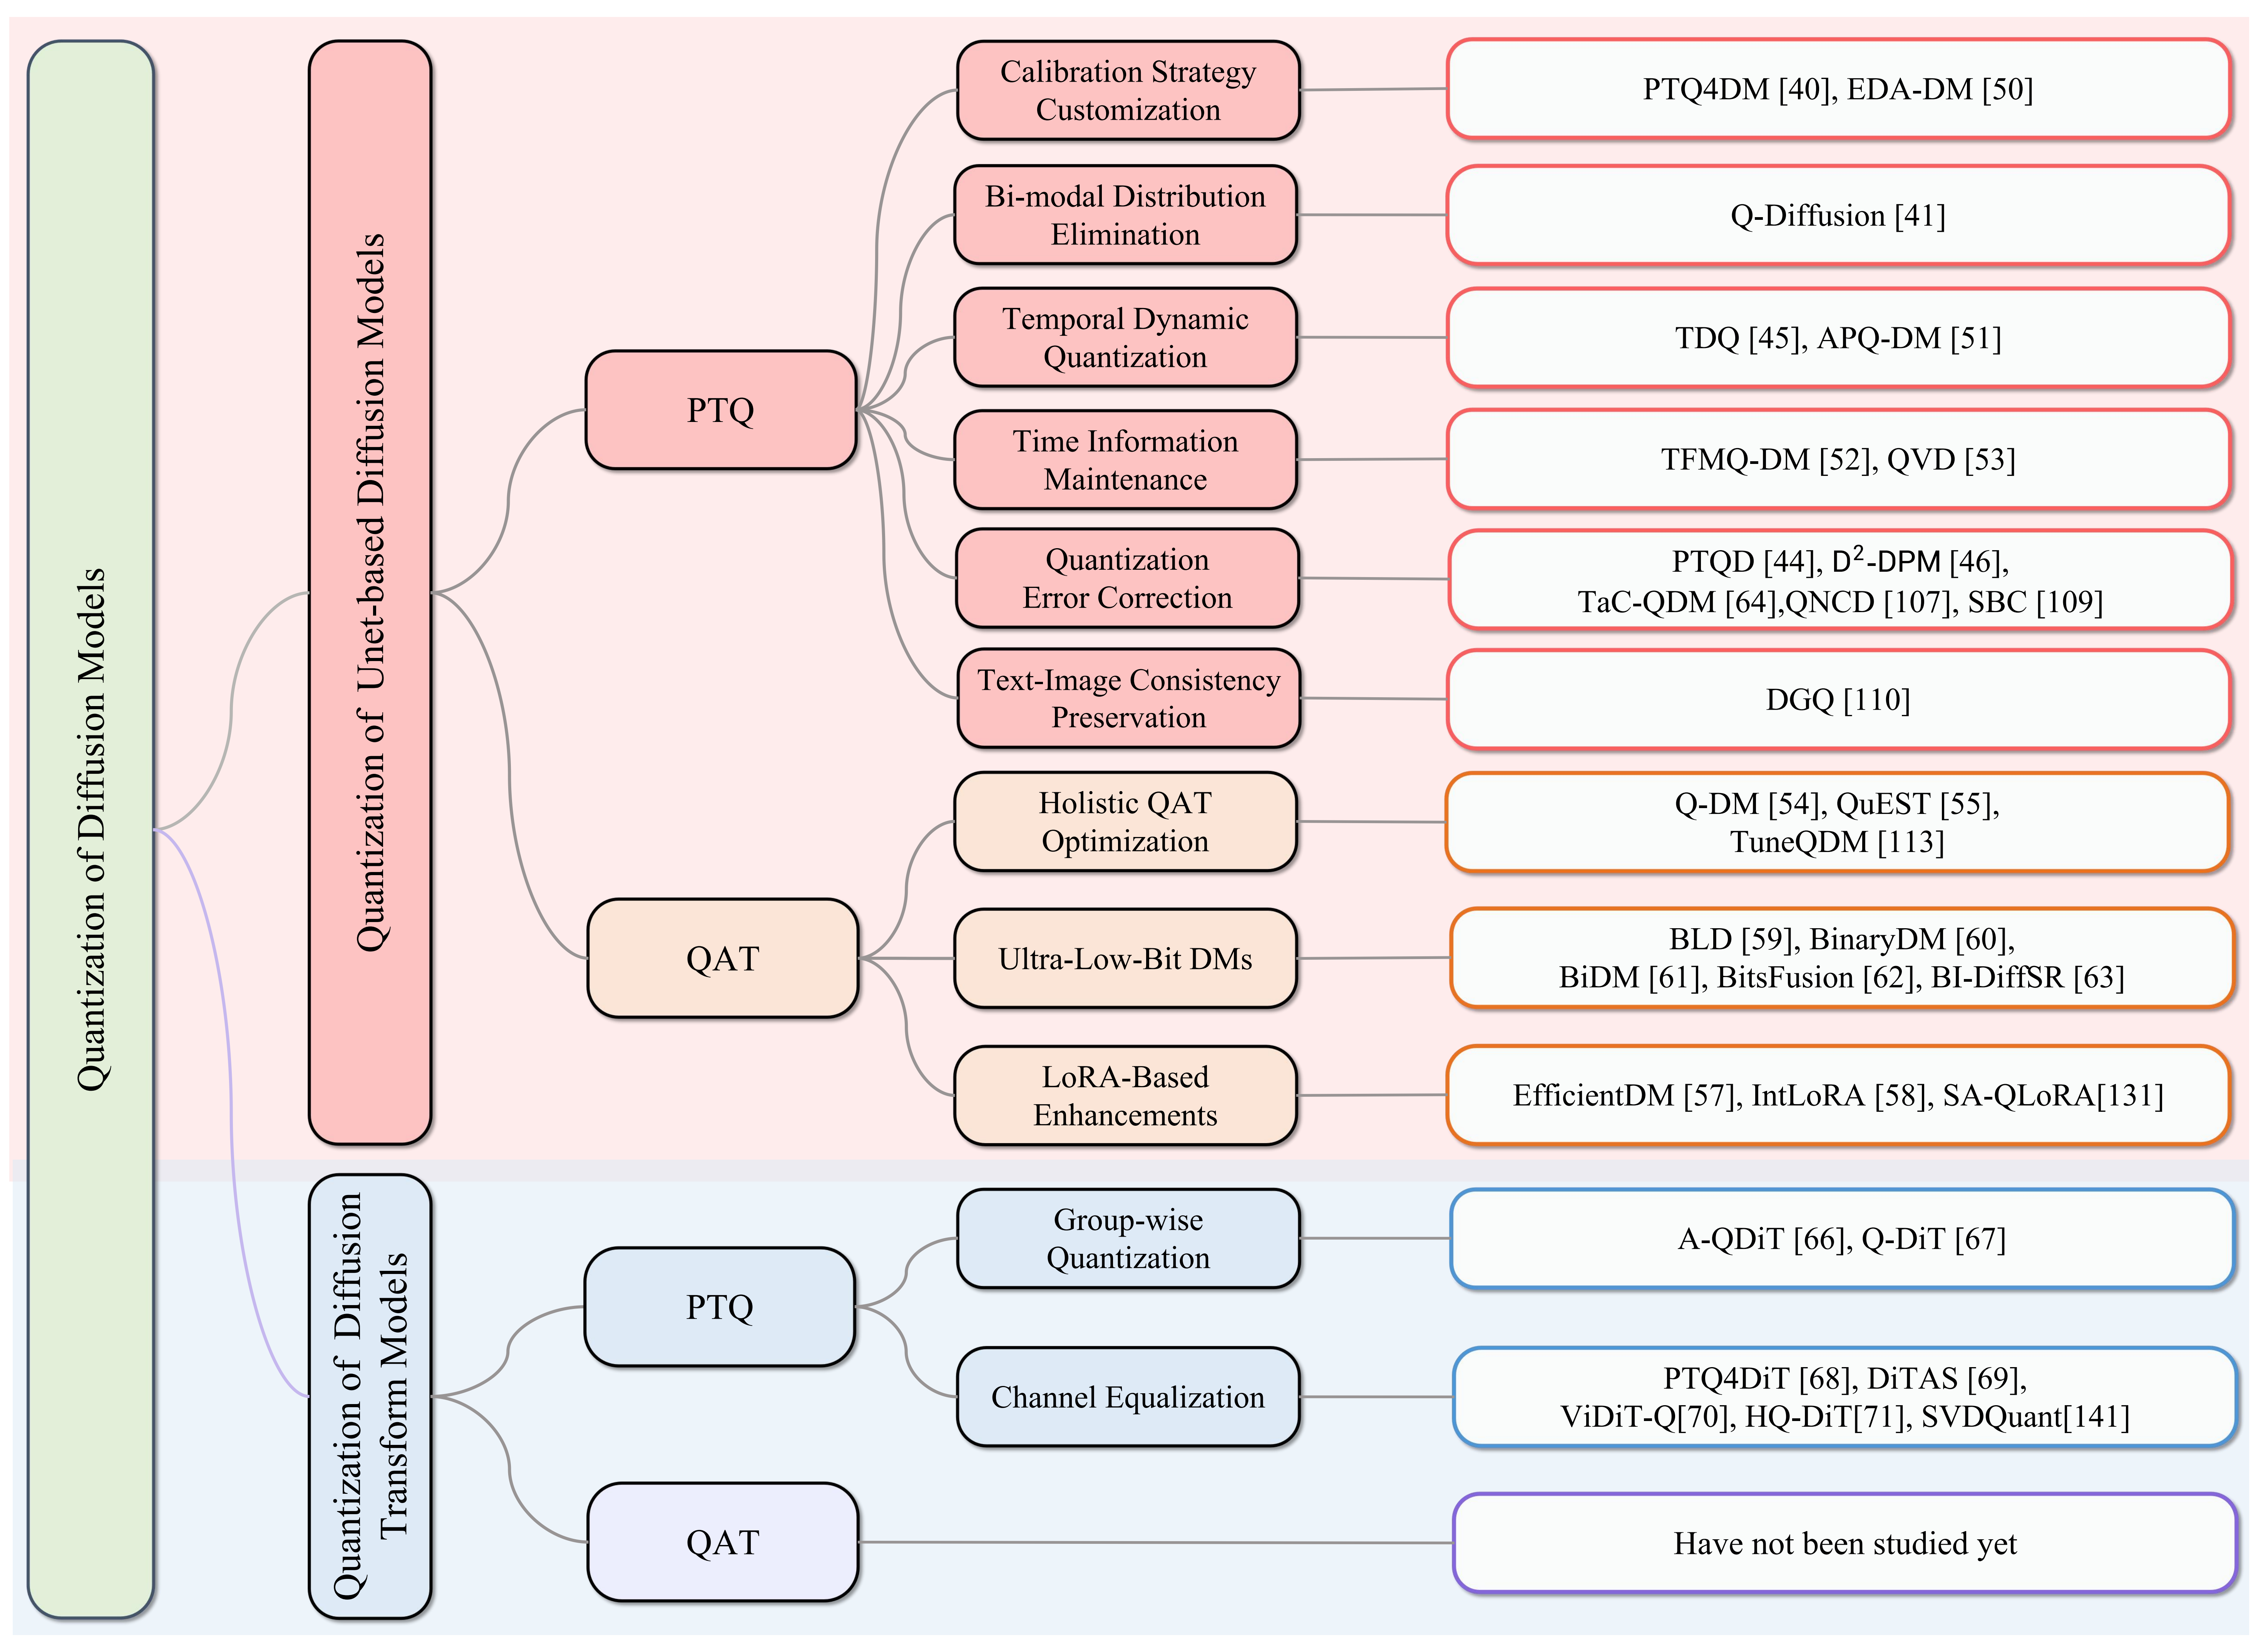 Quantization of Diffusion Models
Quantization of Unet-based Diffusion Models
PTQ
Calibration Strategy
Customization
PTQ4DM [40], EDA-DM [50]
Bi-modal Distribution
Elimination
Q-Diffusion [41]
Temporal Dynamic
Quantization
TDQ [45], APQ-DM [51]
Time Information
Maintenance
TFMQ-DM [52], QVD [53]
Quantization
Error Correction
PTQD [44], D²-DPM [46],
TaC-QDM [64],QNCD [107], SBC [109]
Text-Image Consistency
Preservation
DGQ [110]
QAT
Holistic QAT
Optimization
Q-DM [54], QuEST [55],
TuneQDM [113]
Ultra-Low-Bit DMs
BLD [59], BinaryDM [60],
BiDM [61], BitsFusion [62], BI-DiffSR [63]
LoRA-Based
Enhancements
EfficientDM [57], IntLoRA [58], SA-QLoRA[131]
Quantization of Diffusion
Transform Models
PTQ
Group-wise
Quantization
A-QDiT [66], Q-DiT [67]
Channel Equalization
PTQ4DiT [68], DiTAS [69],
ViDiT-Q[70], HQ-DiT[71], SVDQuant[141]
QAT
Have not been studied yet